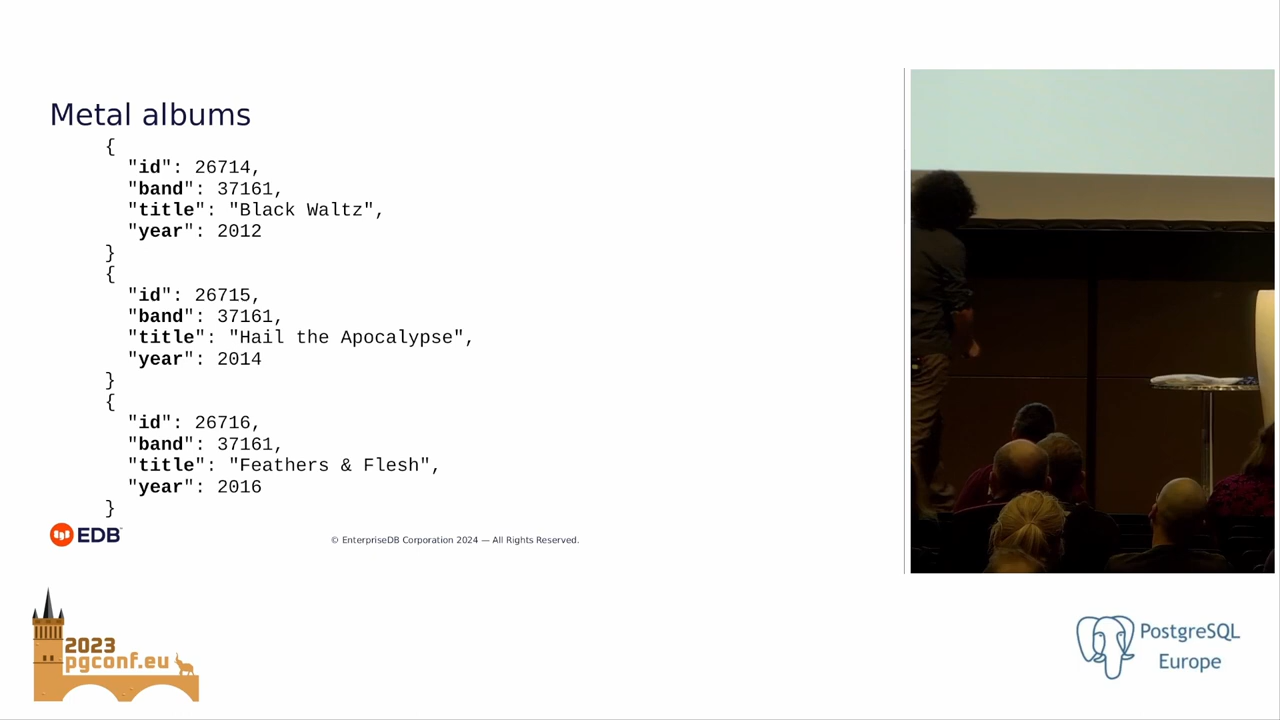 Metal albums
{
"id": 26714,
"band": 37161,
"title": "Black Waltz",
"year": 2012
}
{
"id": 26715,
"band": 37161,
"title": "Hail the Apocalypse",
"year": 2014
}
{
"id": 26716,
"band": 37161,
"title": "Feathers & Flesh",
"year": 2016
}
EDB
© EnterpriseDB Corporation 2024 — All Rights Reserved.
2023
pgconf.eu
PostgreSQL
Europe